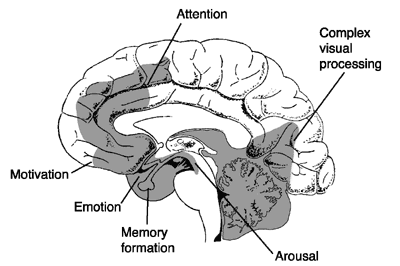 Attention
Complex
visual
processing
Motivation
Emotion
Memory
formation
Arousal